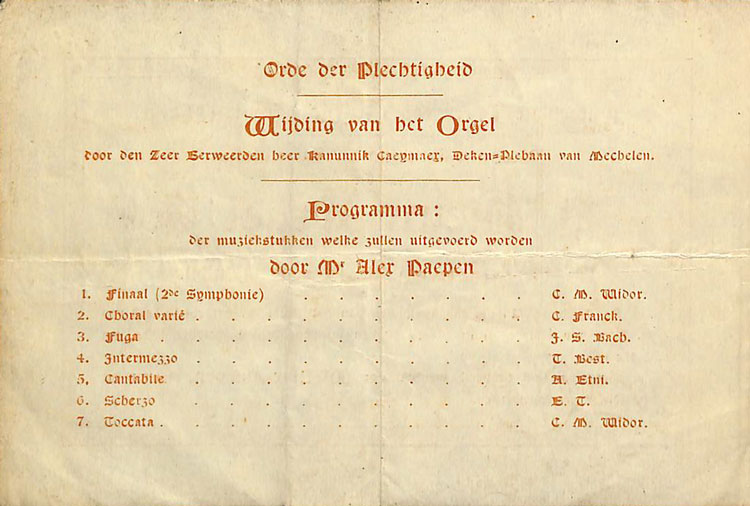 Orde der Plechtigheid
Wijding van het Orgel
door den Zeer Eerweerden heer Kanunnik Caeymaex, Deken=Plebaan van Mechelen.
Programma :
der muziekstukken welke zullen uitgevoerd worden
door Mr Alex Paepen
1. Finaal (2de Symphonie) . . . . . . . C. M. Widor.
2. Choral varié . . . . . . . . . . C. Franck.
3. Fuga . . . . . . . . . . . J. S. Bach.
4. Intermezzo . . . . . . . . . . T. Best.
5, Cantabile . . . . . . . . . . A. Etni.
6. Scherzo . . . . . . . . . . E. T.
7. Toccata . . . . . . . . . . . C. M. Widor.